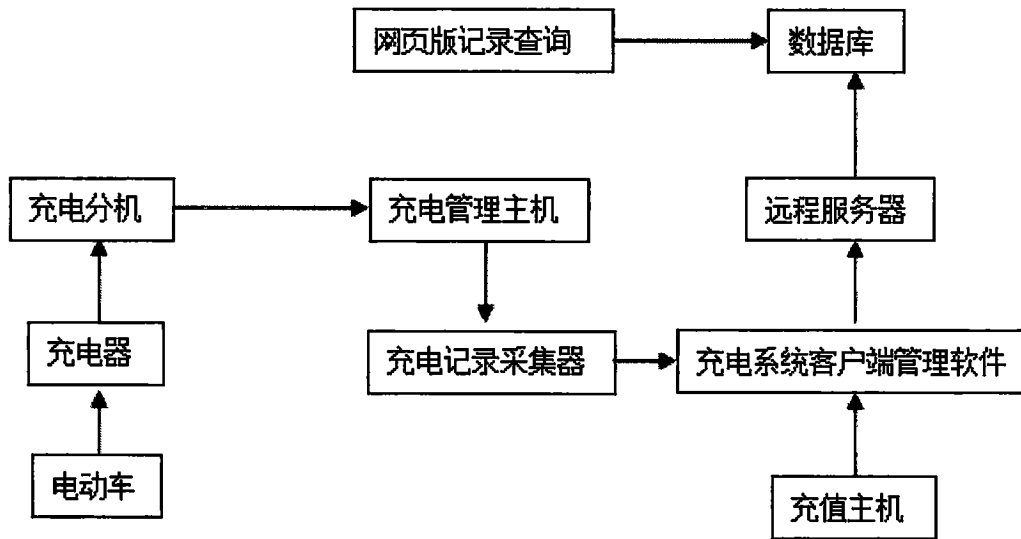 网页版记录查询
数据库
充电分机
充电管理主机
远程服务器
充电器
充电记录采集器
充电系统客户端管理软件
电动车
充值主机